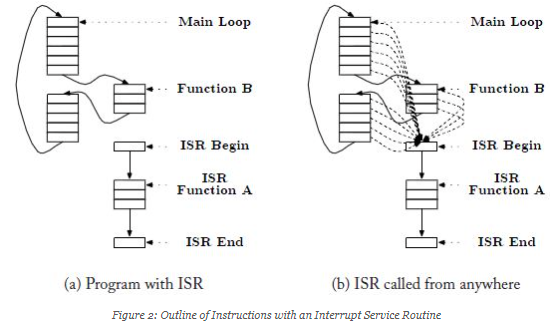 Main Loop
Function B
ISR Begin
ISR
Function A
ISR End
(a) Program with ISR
Main Loop
Function B
ISR Begin
ISR
Function A
ISR End
(b) ISR called from anywhere
Figure 2: Outline of Instructions with an Interrupt Service Routine